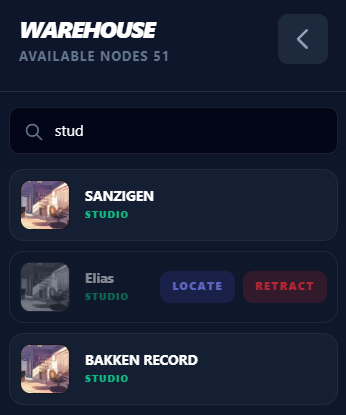 WAREHOUSE
AVAILABLE NODES 51
stud
SANZIGEN
STUDIO
Elias
STUDIO
LOCATE
RETRACT
BAKKEN RECORD
STUDIO